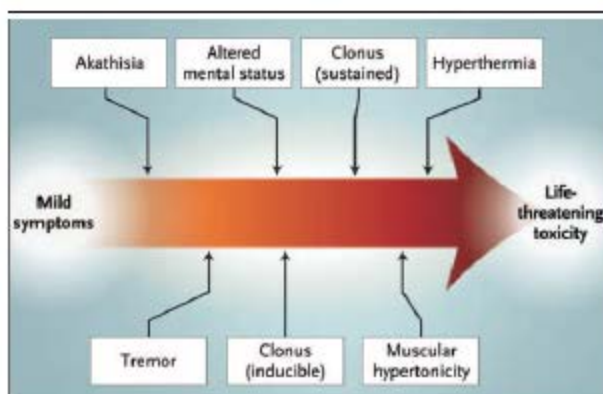 Akathisia
Altered
mental status
Clonus
(sustained)
Hyperthermia
Mild
symptoms
Life-
threatening
toxicity
Tremor
Clonus
(inducible)
Muscular
hypertonicity